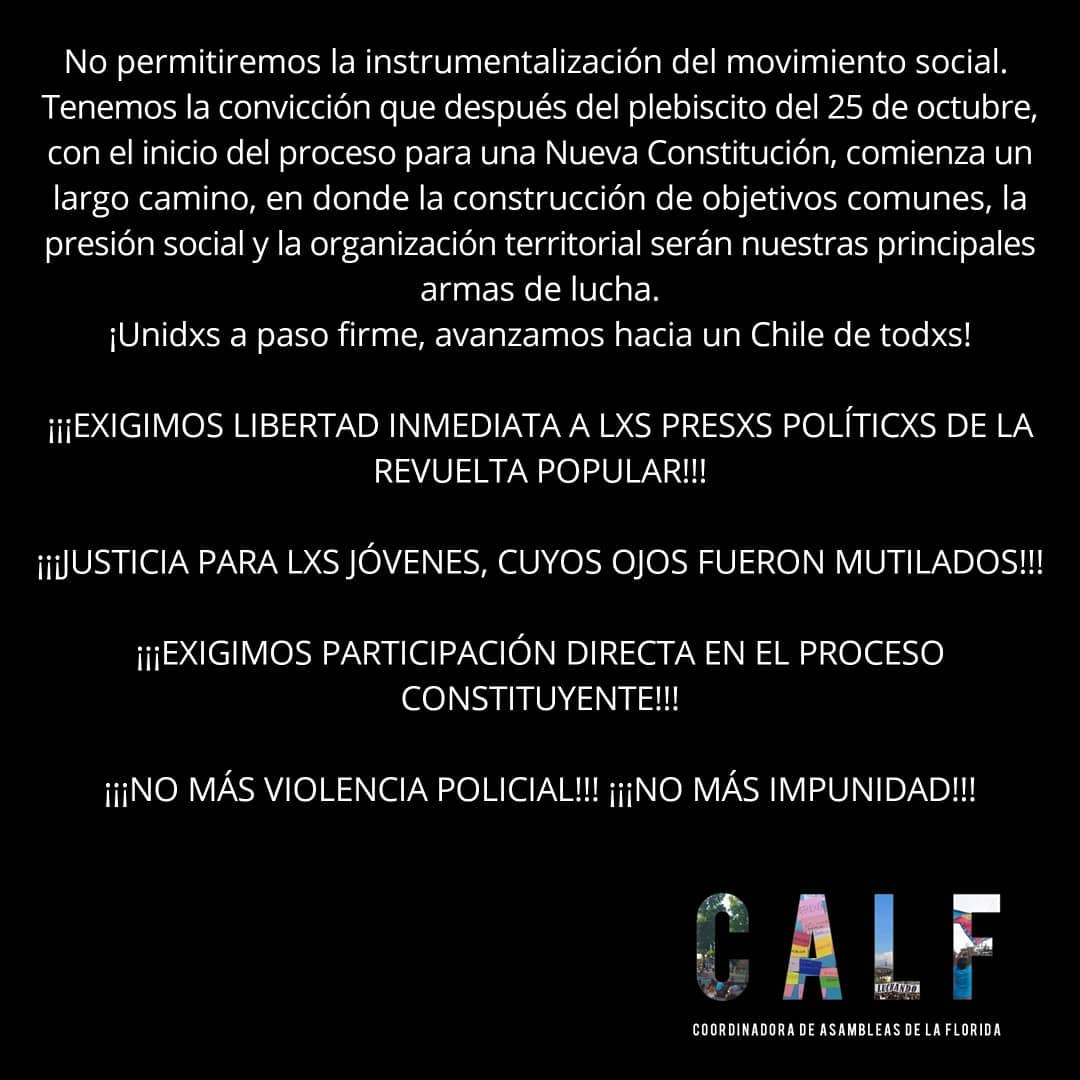 No permitiremos la instrumentalización del movimiento social.
Tenemos la convicción que después del plebiscito del 25 de octubre,
con el inicio del proceso para una Nueva Constitución, comienza un
largo camino, en donde la construcción de objetivos comunes, la
presión social y la organización territorial serán nuestras principales
armas de lucha.
¡Unidxs a paso firme, avanzamos hacia un Chile de todxs!
¡¡¡EXIGIMOS LIBERTAD INMEDIATA A LXS PRESXS POLÍTICXS DE LA
REVUELTA POPULAR!!!
¡¡¡JUSTICIA PARA LXS JÓVENES, CUYOS OJOS FUERON MUTILADOS!!!
¡¡¡EXIGIMOS PARTICIPACIÓN DIRECTA EN EL PROCESO
CONSTITUYENTE!!!
¡¡¡NO MÁS VIOLENCIA POLICIAL!!! ¡¡¡NO MÁS IMPUNIDAD!!!
CALF
LUCHANDO
COORDINADORA DE ASAMBLEAS DE LA FLORIDA